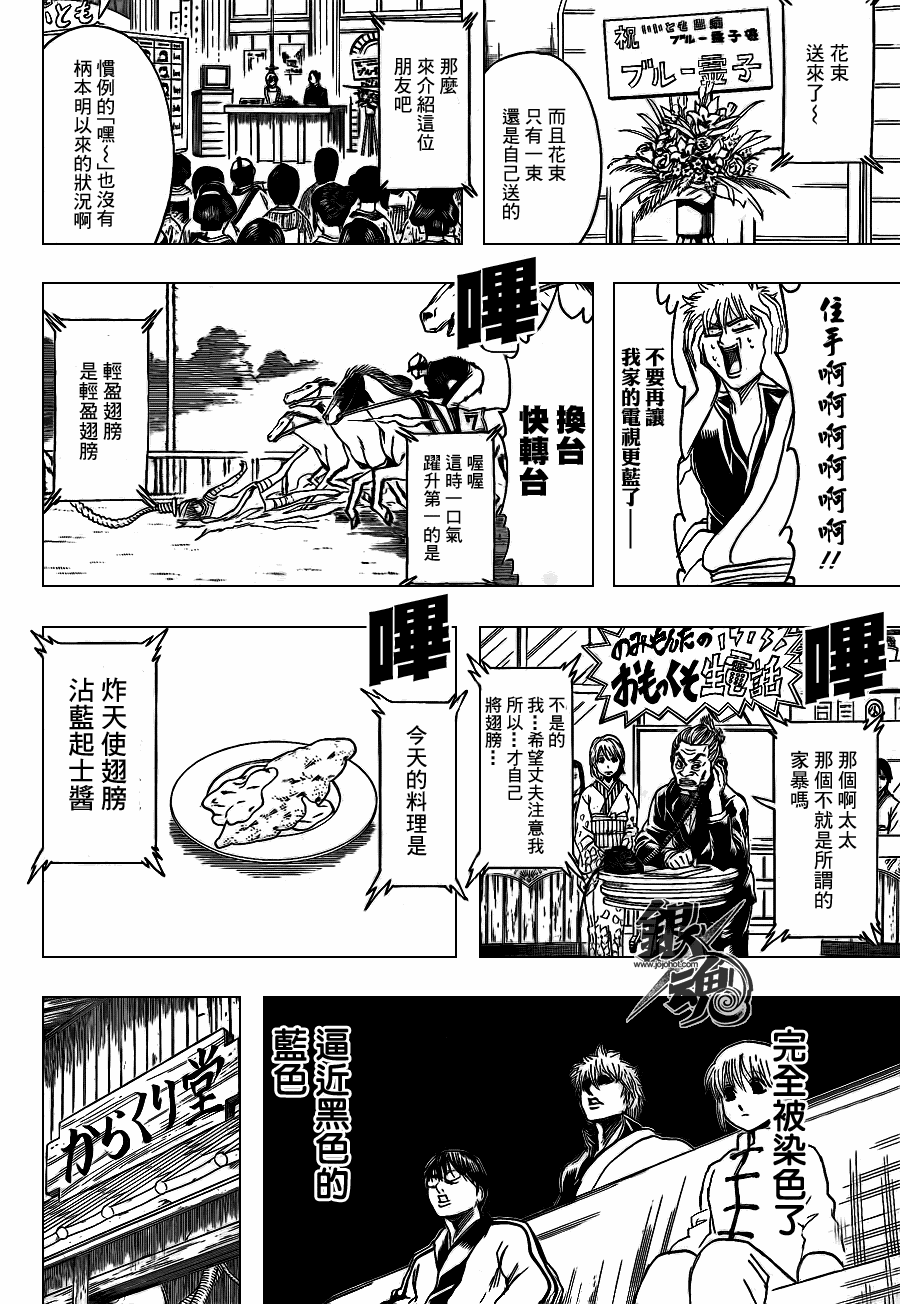 花束
送來了～
祝
ブルー霊子
而且花束
只有一束
還是自己送的
那麼
來介紹這位
朋友吧
慣例的「嘿～」也沒有
柄本明以來的狀況啊
住手啊啊啊啊啊!!
不要再讓
我家的電視更藍了——
嗶
換台
快轉台
喔喔
這時一口氣
躍升第一的是
7
輕盈翅膀
是輕盈翅膀
嗶
のみもんたの
おもっくそ生電話
那個啊太太
那個不就是所謂的
家暴嗎
不是的
我…希望丈夫注意我
所以…才自己
將翅膀…
嗶
今天的料理是
炸天使翅膀
沾藍起士醬
銀魂
www.jojohot.com
完全被染色了
逼近黑色的
藍色
からくり堂